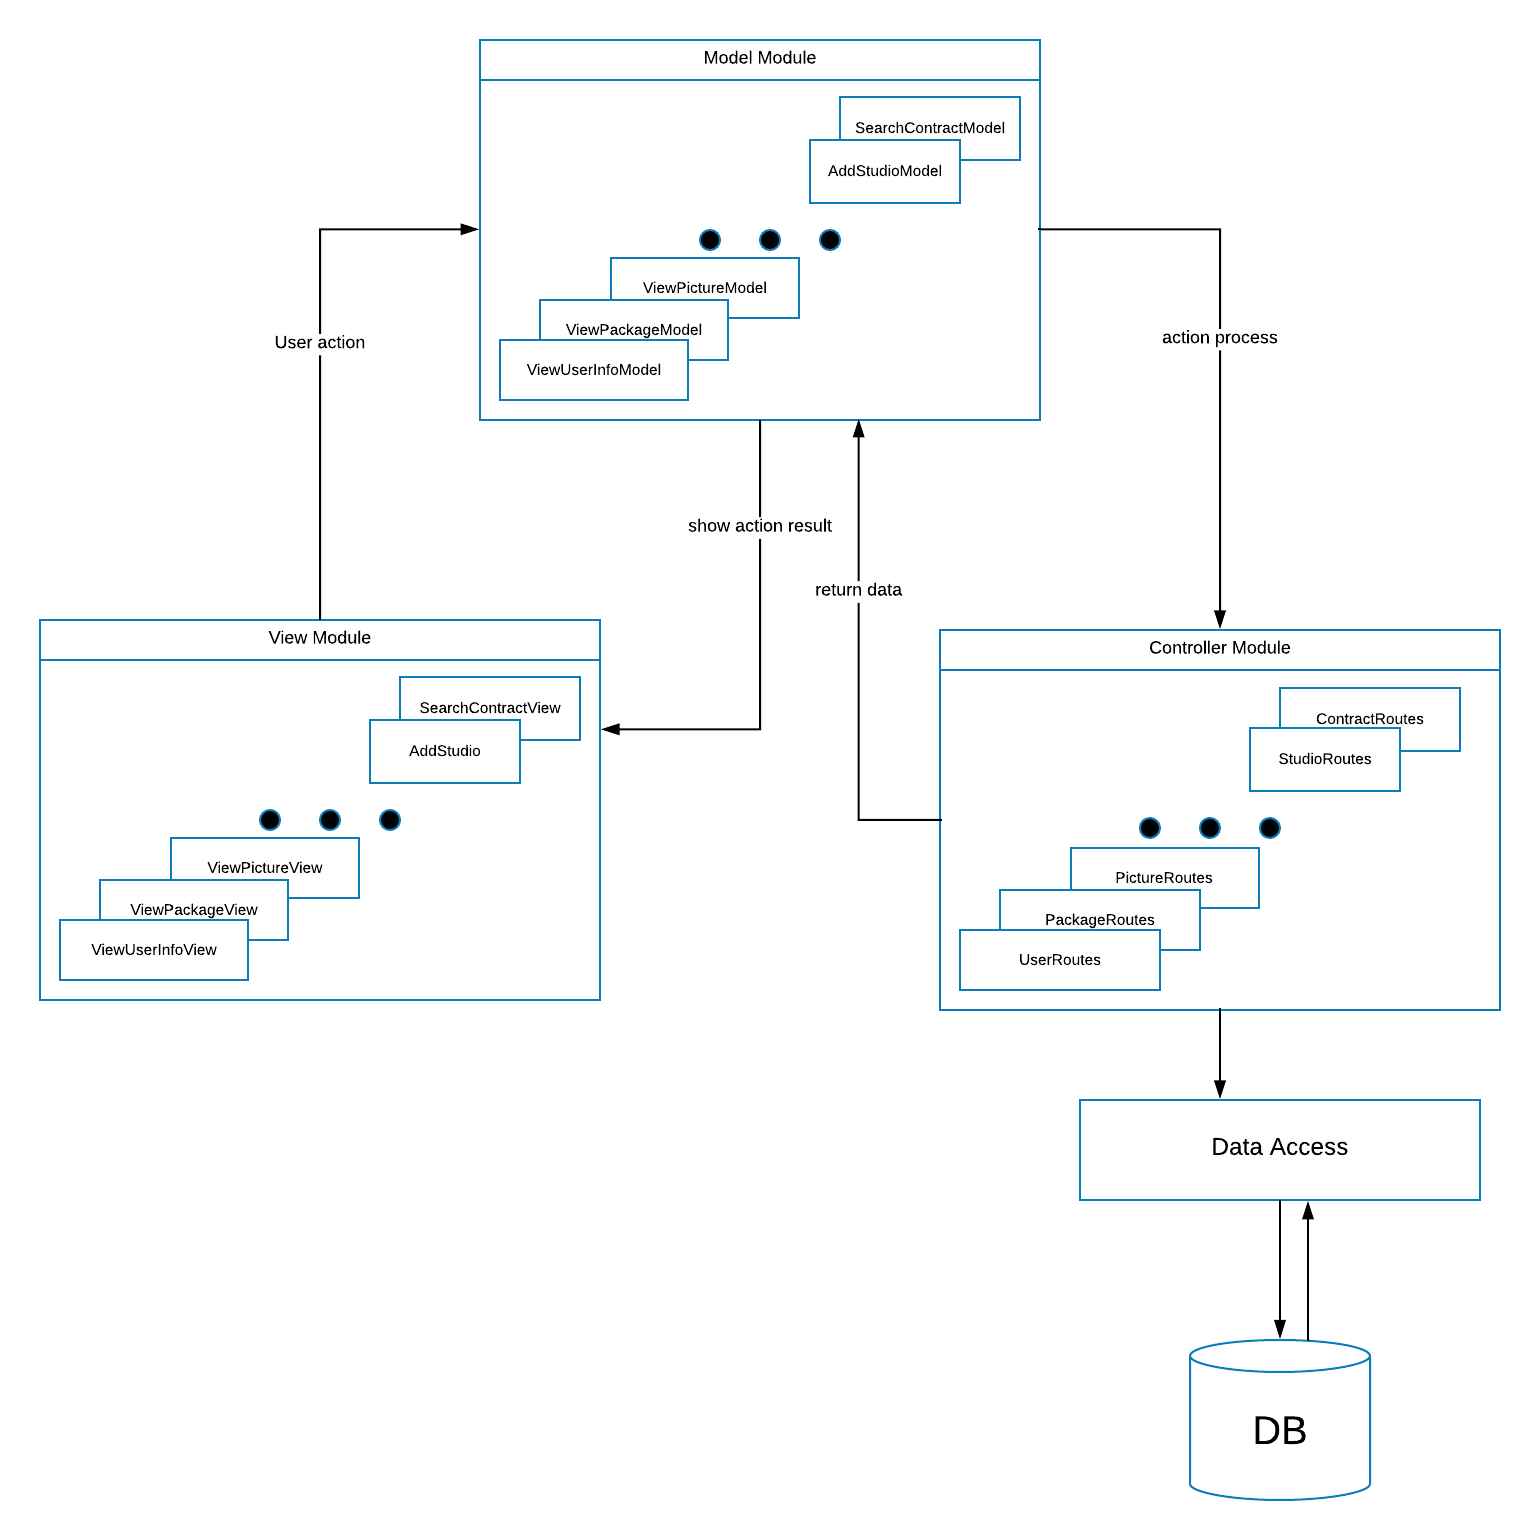 Model Module
SearchContractModel
AddStudioModel
ViewPictureModel
ViewPackageModel
ViewUserInfoModel
User action
action process
show action result
return data
View Module
SearchContractView
AddStudio
ViewPictureView
ViewPackageView
ViewUserInfoView
Controller Module
ContractRoutes
StudioRoutes
PictureRoutes
PackageRoutes
UserRoutes
Data Access
DB